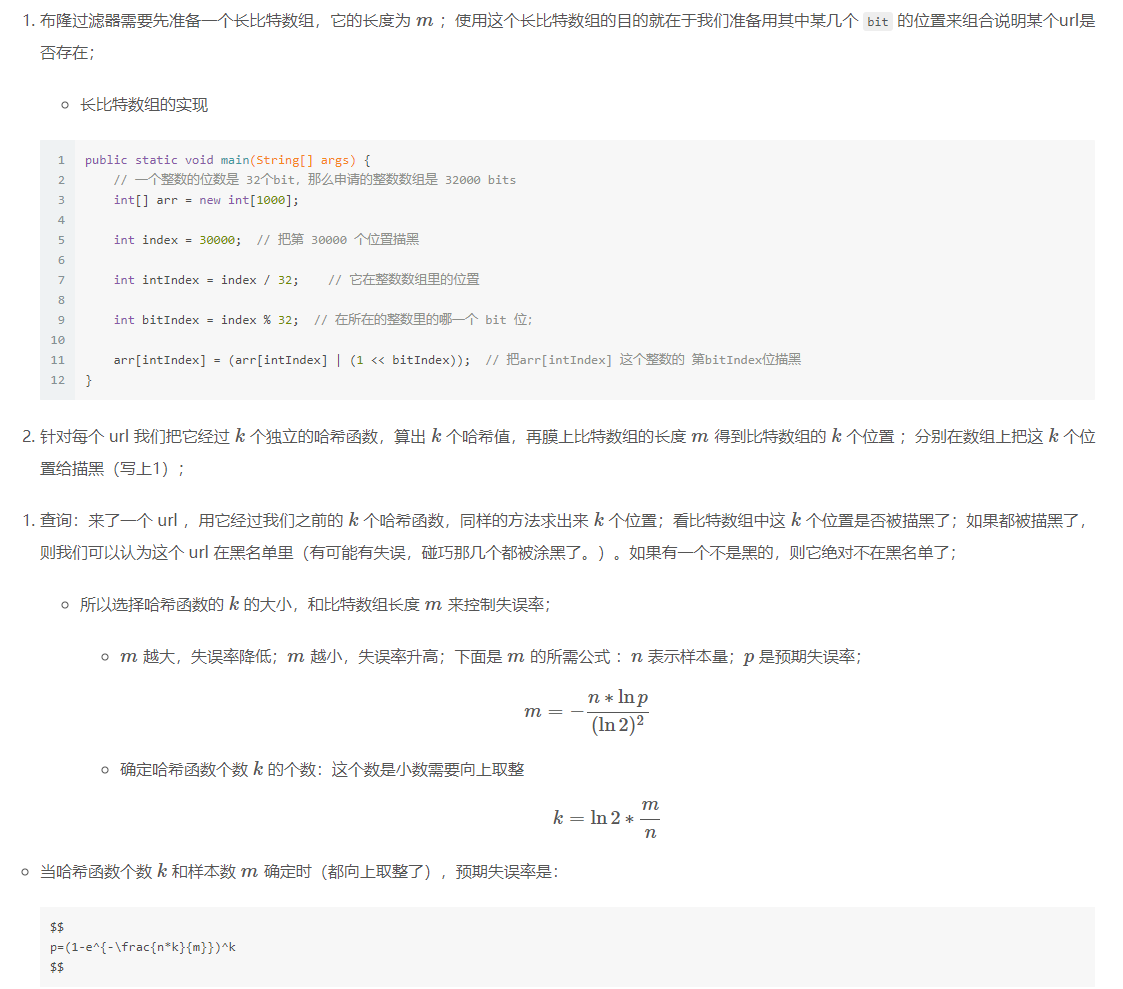 1. 布隆过滤器需要先准备一个长比特数组，它的长度为 m ；使用这个长比特数组的目的就在于我们准备用其中某几个 bit 的位置来组合说明某个url是
否存在；
长比特数组的实现
1 public static void main(String[] args) {
2 // 一个整数的位数是 32个bit，那么申请的整数数组是 32000 bits
3 int[] arr = new int[1000];
4
5 int index = 30000; // 把第 30000 个位置描黑
6
7 int intIndex = index / 32; // 它在整数数组里的位置
8
9 int bitIndex = index % 32; // 在所在的整数里的哪一个 bit 位;
10
11 arr[intIndex] = (arr[intIndex] | (1 << bitIndex)); // 把arr[intIndex] 这个整数的 第bitIndex位描黑
12 }
2. 针对每个 url 我们把它经过 k 个独立的哈希函数，算出 k 个哈希值，再膜上比特数组的长度 m 得到比特数组的 k 个位置 ；分别在数组上把这 k 个位
置给描黑（写上1）；
1. 查询：来了一个 url ，用它经过我们之前的 k 个哈希函数，同样的方法求出来 k 个位置；看比特数组中这 k 个位置是否被描黑了；如果都被描黑了，
则我们可以认为这个 url 在黑名单里（有可能有失误，碰巧那几个都被涂黑了。）。如果有一个不是黑的，则它绝对不在黑名单了；
所以选择哈希函数的 k 的大小，和比特数组长度 m 来控制失误率；
m 越大，失误率降低；m 越小，失误率升高；下面是 m 的所需公式 ：n 表示样本量；p 是预期失误率；
m = −\frac{n ∗ ln p}{(ln 2)^2}
确定哈希函数个数 k 的个数：这个数是小数需要向上取整
k = ln 2 ∗ \frac{m}{n}
当哈希函数个数 k 和样本数 m 确定时（都向上取整了），预期失误率是：
$$
p=(1-e^{-\frac{n*k}{m}})^k
$$